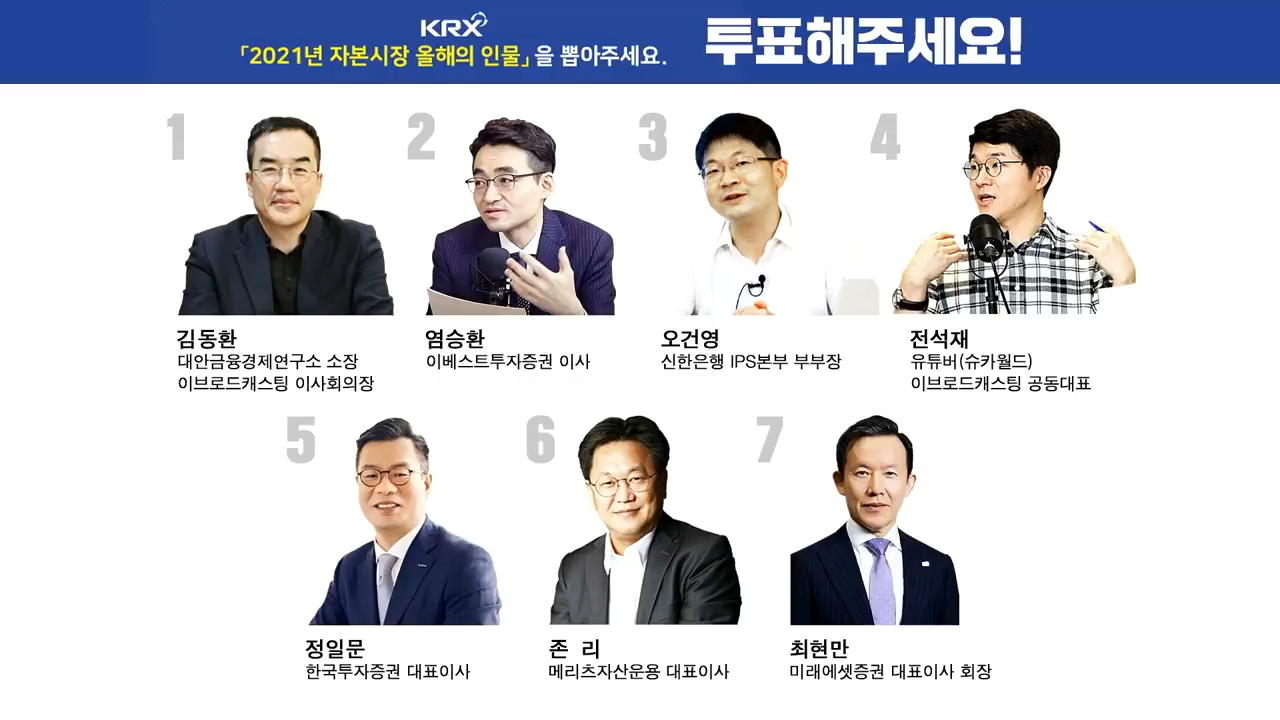 KRX
「2021년 자본시장 올해의 인물」을 뽑아주세요.
투표해주세요!
1
2
3
4
김동환
대안금융경제연구소 소장
이브로드캐스팅 이사회의장
염승환
이베스트투자증권 이사
오건영
신한은행 IPS본부 부부장
전석재
유튜버(슈카월드)
이브로드캐스팅 공동대표
5
6
7
정일문
한국투자증권 대표이사
존 리
메리츠자산운용 대표이사
최현만
미래에셋증권 대표이사 회장